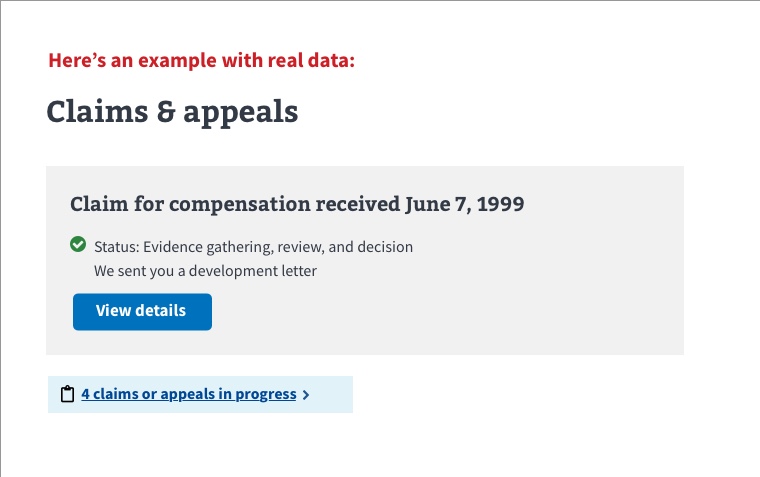 Here’s an example with real data:
Claims & appeals
Claim for compensation received June 7, 1999
Status: Evidence gathering, review, and decision
We sent you a development letter
View details
4 claims or appeals in progress